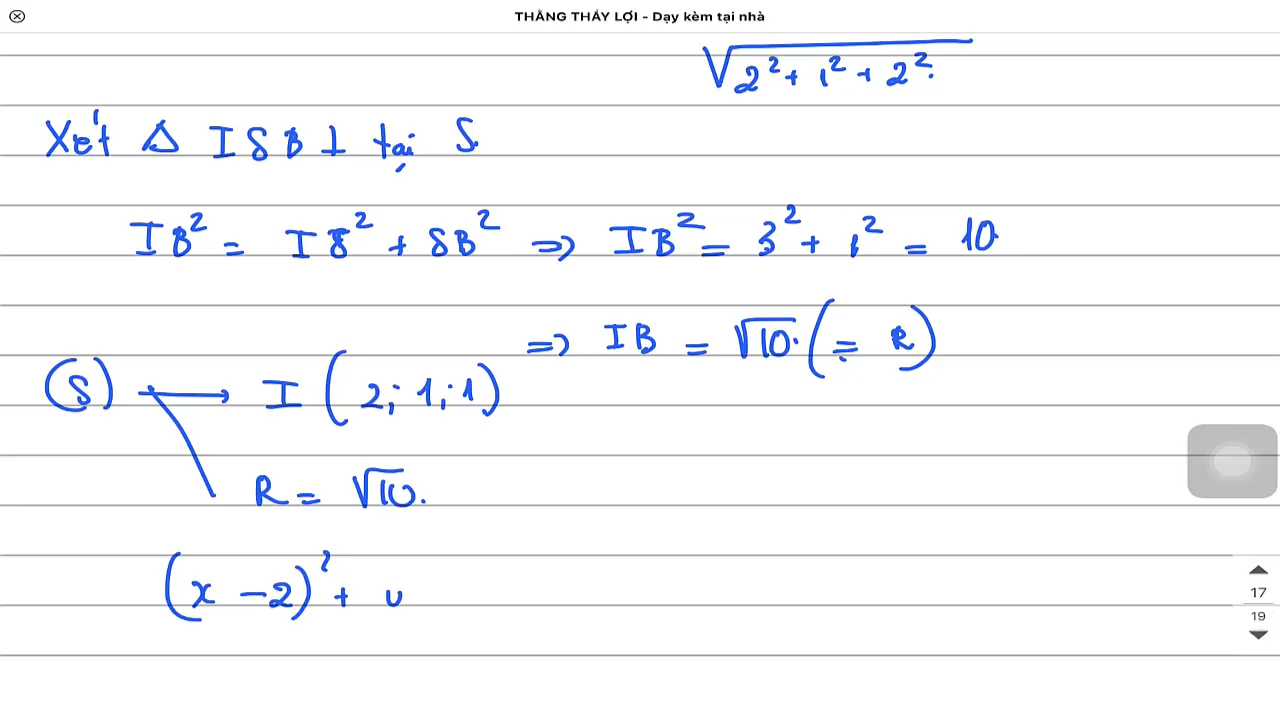 THẮNG THẦY LỢI - Dạy kèm tại nhà
√(2² + 1² + 2²)
Xét Δ ISB ⊥ tại S
IB² = IS² + SB² ⇒ IB² = 3² + 1² = 10
⇒ IB = √10. (= R)
(S) → I (2; 1; 1)
R = √10.
(x - 2)² +
17
19